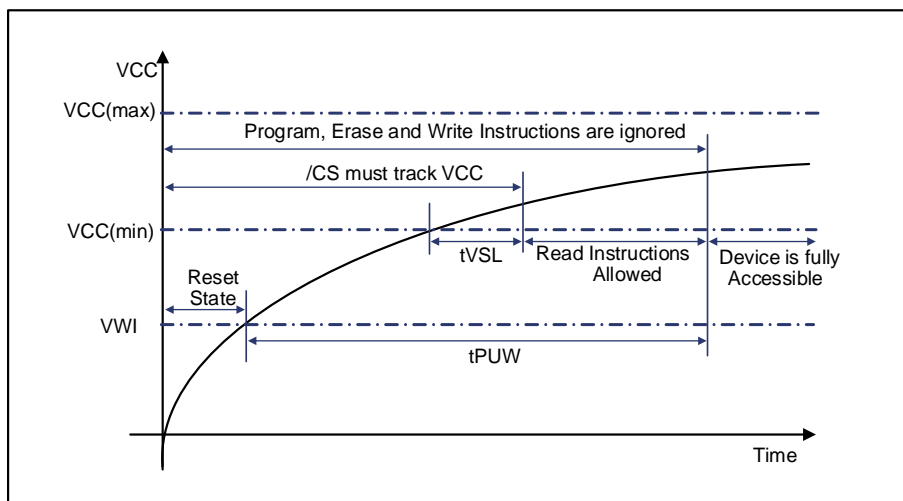 VCC
VCC(max)
Program, Erase and Write Instructions are ignored
/CS must track VCC
VCC(min)
tVSL
Read Instructions
Allowed
Device is fully
Accessible
Reset
State
VWI
tPUW
Time